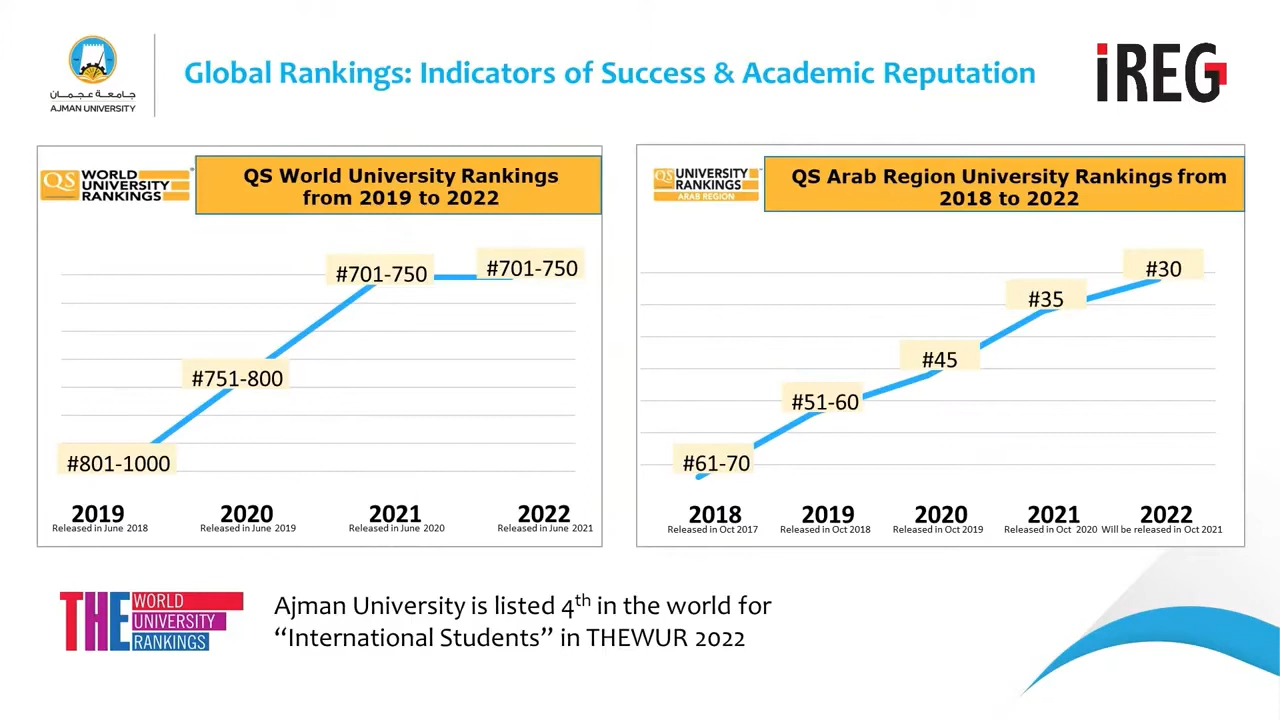 جامعة عجمان
AJMAN UNIVERSITY
Global Rankings: Indicators of Success & Academic Reputation
iREG
QS WORLD UNIVERSITY RANKINGS™
QS World University Rankings
from 2019 to 2022
#801-1000
#751-800
#701-750
#701-750
2019
Released in June 2018
2020
Released in June 2019
2021
Released in June 2020
2022
Released in June 2021
QS UNIVERSITY RANKINGS™
ARAB REGION
QS Arab Region University Rankings from
2018 to 2022
#61-70
#51-60
#45
#35
#30
2018
Released in Oct 2017
2019
Released in Oct 2018
2020
Released in Oct 2019
2021
Released in Oct 2020
2022
Will be released in Oct 2021
THE WORLD UNIVERSITY RANKINGS
Ajman University is listed 4th in the world for
“International Students” in THEWUR 2022